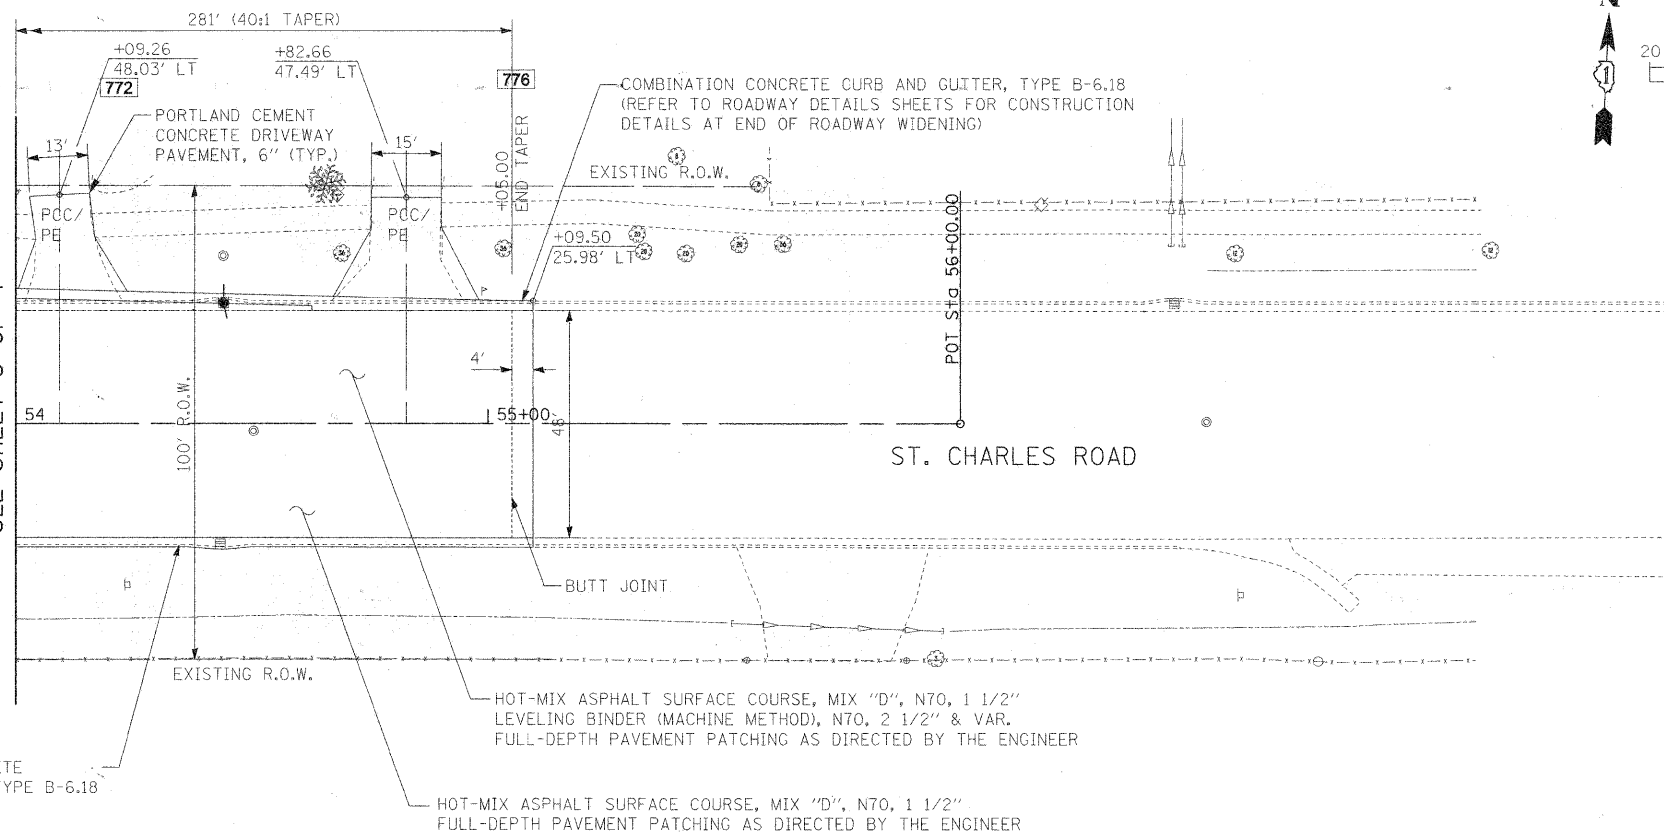 281' (40:1 TAPER)
N
20
+09.26
48.03' LT
772
+82.66
47.49' LT
776
COMBINATION CONCRETE CURB AND GUTTER, TYPE B-6.18
(REFER TO ROADWAY DETAILS SHEETS FOR CONSTRUCTION
DETAILS AT END OF ROADWAY WIDENING)
PORTLAND CEMENT
CONCRETE DRIVEWAY
PAVEMENT, 6" (TYP.)
13'
15'
+05.00
END TAPER
EXISTING R.O.W.
PCC/
PE
PCC/
PE
+09.50
25.98' LT
POT Sta 56+00.00
4'
48'
100' R.O.W.
54
55+00
ST. CHARLES ROAD
BUTT JOINT
EXISTING R.O.W.
HOT-MIX ASPHALT SURFACE COURSE, MIX "D", N70, 1 1/2"
LEVELING BINDER (MACHINE METHOD), N70, 2 1/2" & VAR.
FULL-DEPTH PAVEMENT PATCHING AS DIRECTED BY THE ENGINEER
ETE
TYPE B-6.18
HOT-MIX ASPHALT SURFACE COURSE, MIX "D", N70, 1 1/2"
FULL-DEPTH PAVEMENT PATCHING AS DIRECTED BY THE ENGINEER